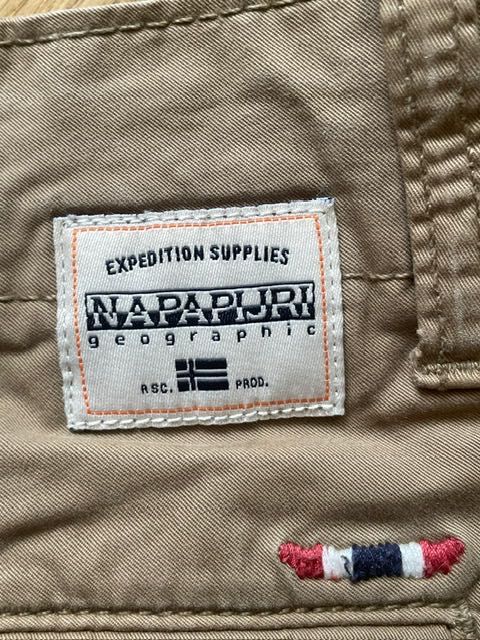 EXPEDITION SUPPLIES
NAPAPIJRI
geographic
RSC. PROD.